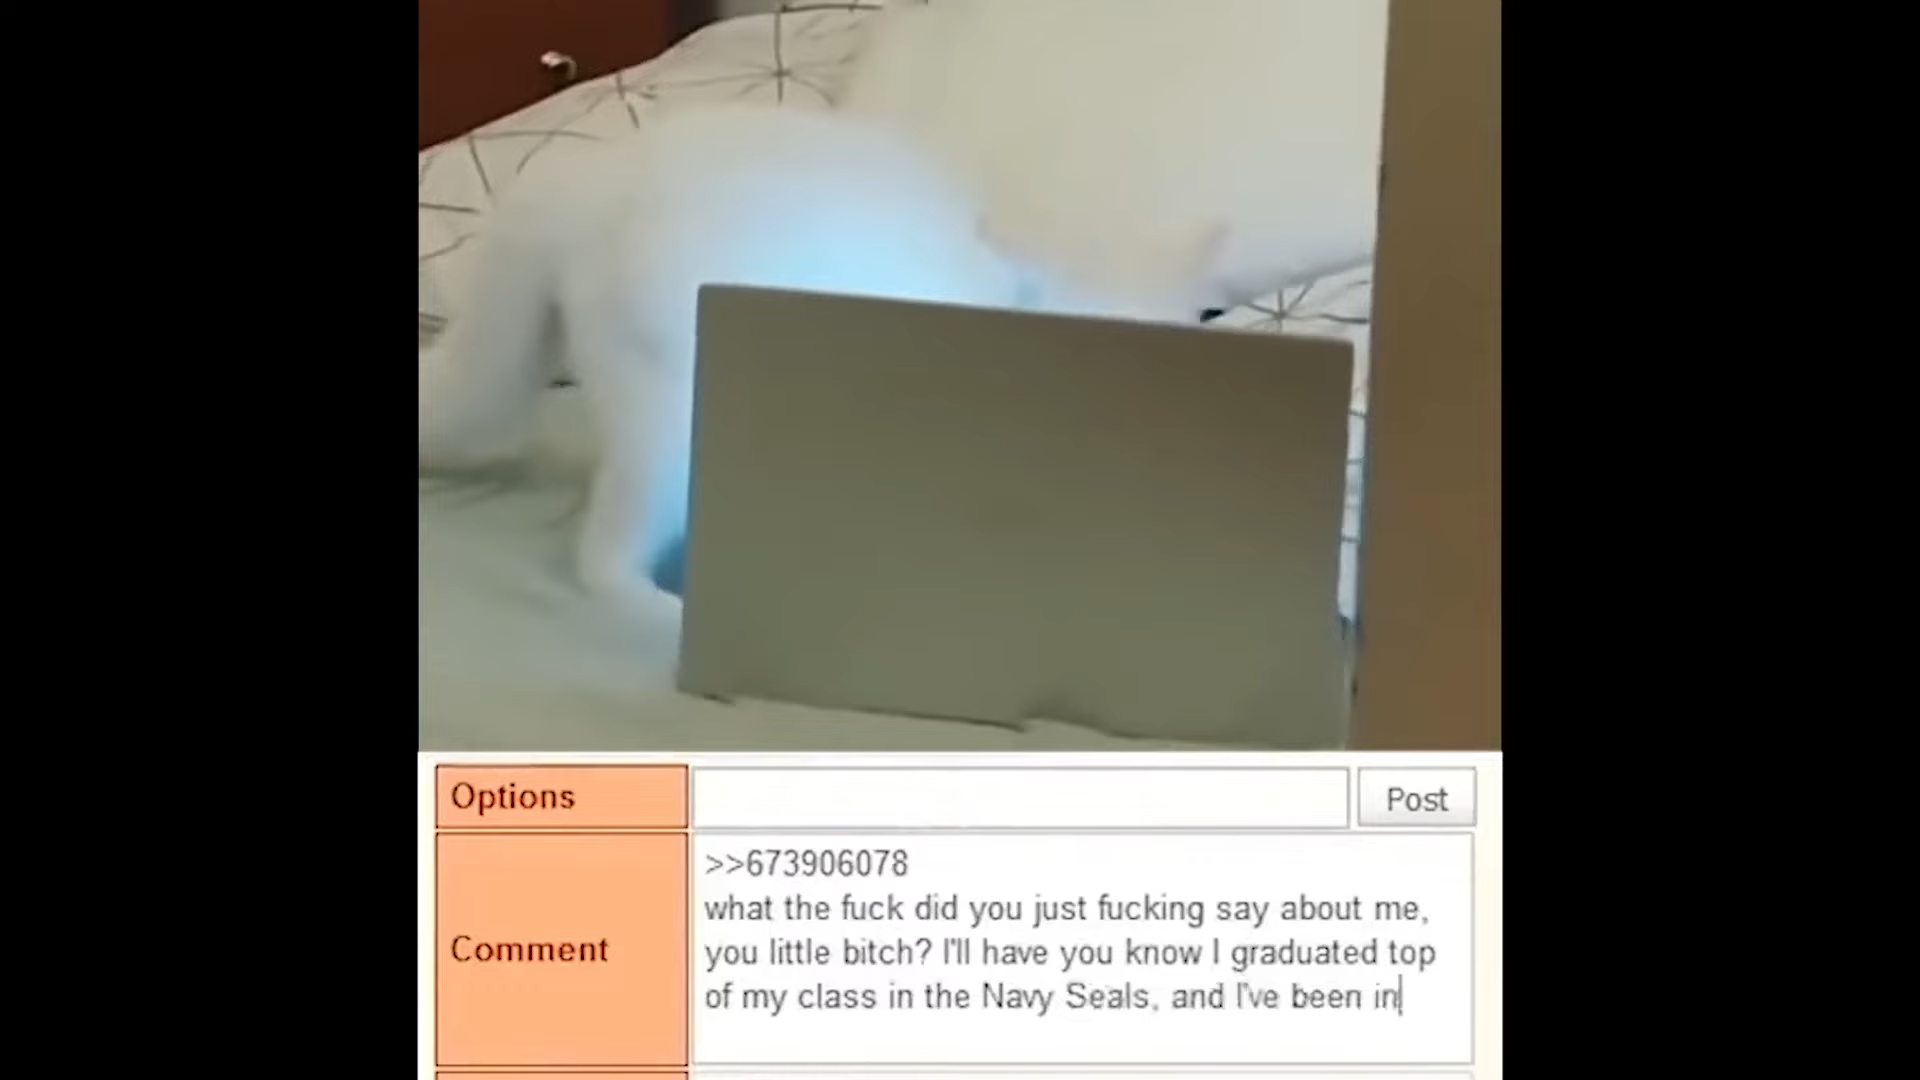 Options
Post
Comment
>>673906078
what the fuck did you just fucking say about me,
you little bitch? I'll have you know I graduated top
of my class in the Navy Seals, and I've been in